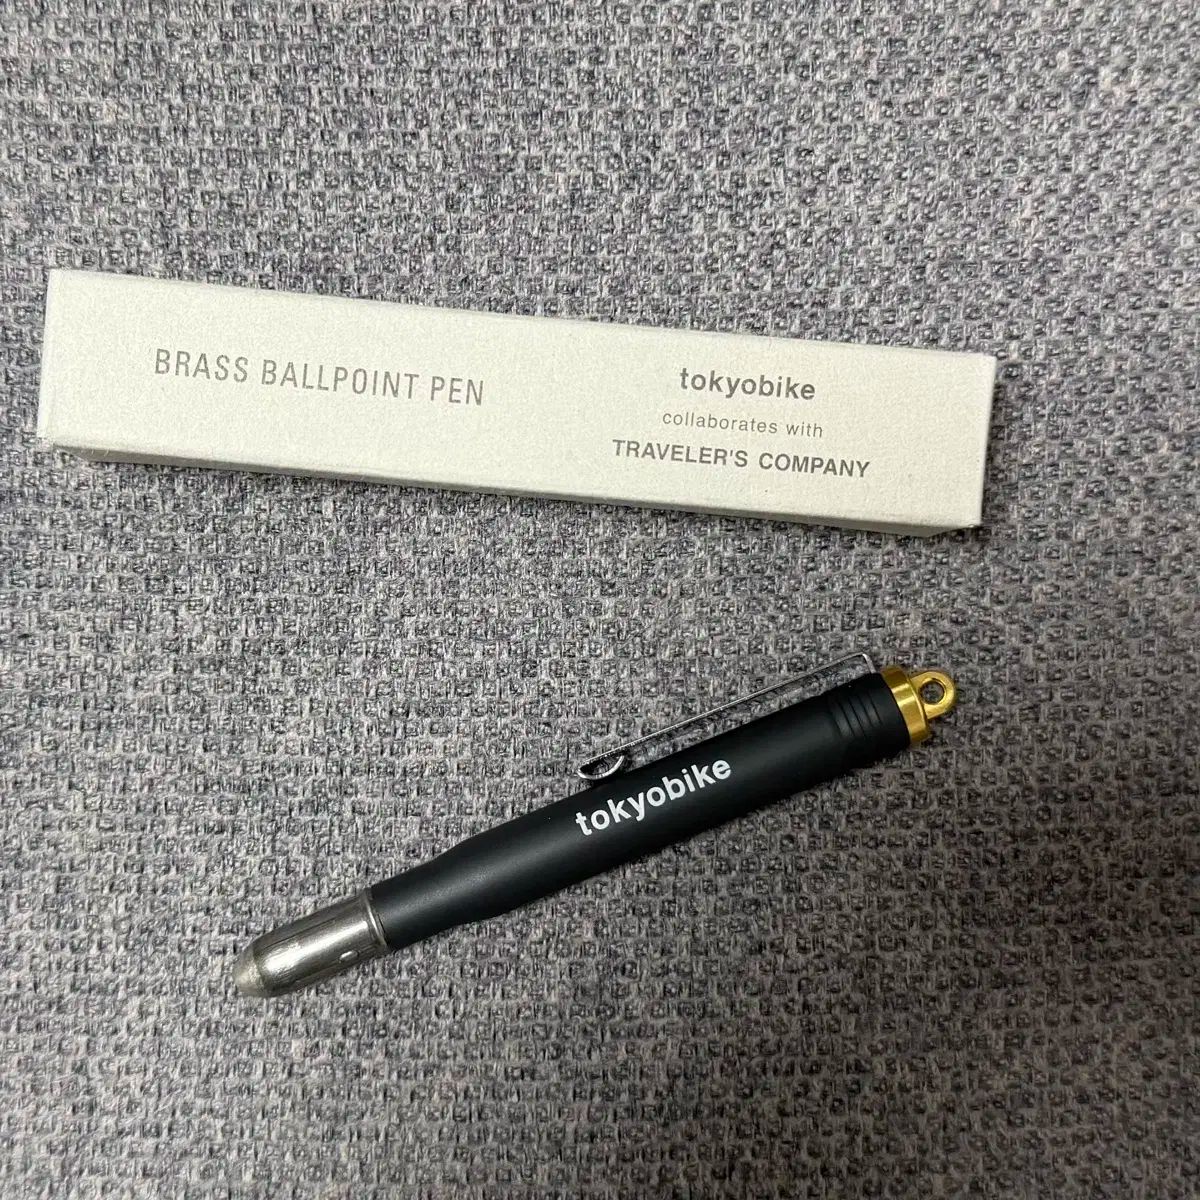 BRASS BALLPOINT PEN
tokyobike
collaborates with
TRAVELER'S COMPANY
tokyobike